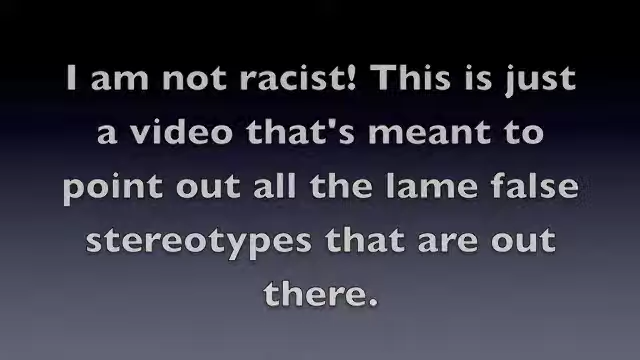 I am not racist! This is just
a video that's meant to
point out all the lame false
stereotypes that are out
there.